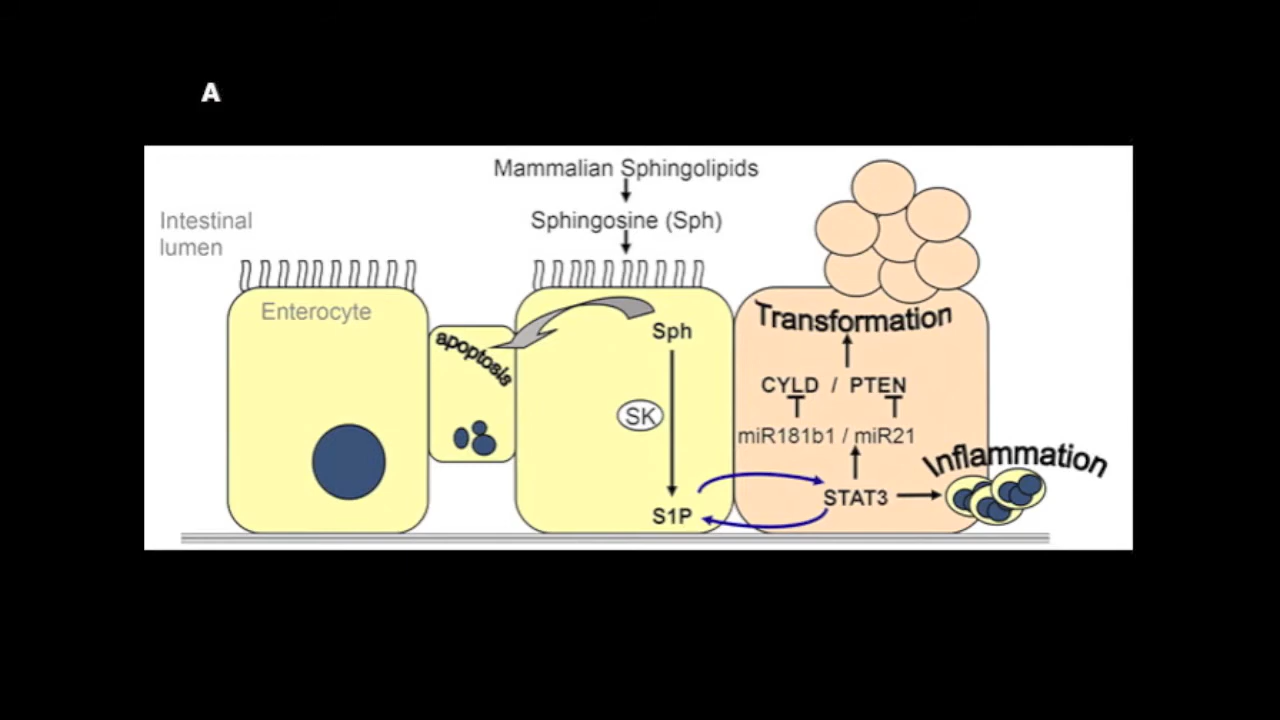 A
Mammalian Sphingolipids
Sphingosine (Sph)
Intestinal
lumen
Enterocyte
apoptosis
Sph
SK
S1P
Transformation
CYLD / PTEN
miR181b1 / miR21
STAT3
Inflammation